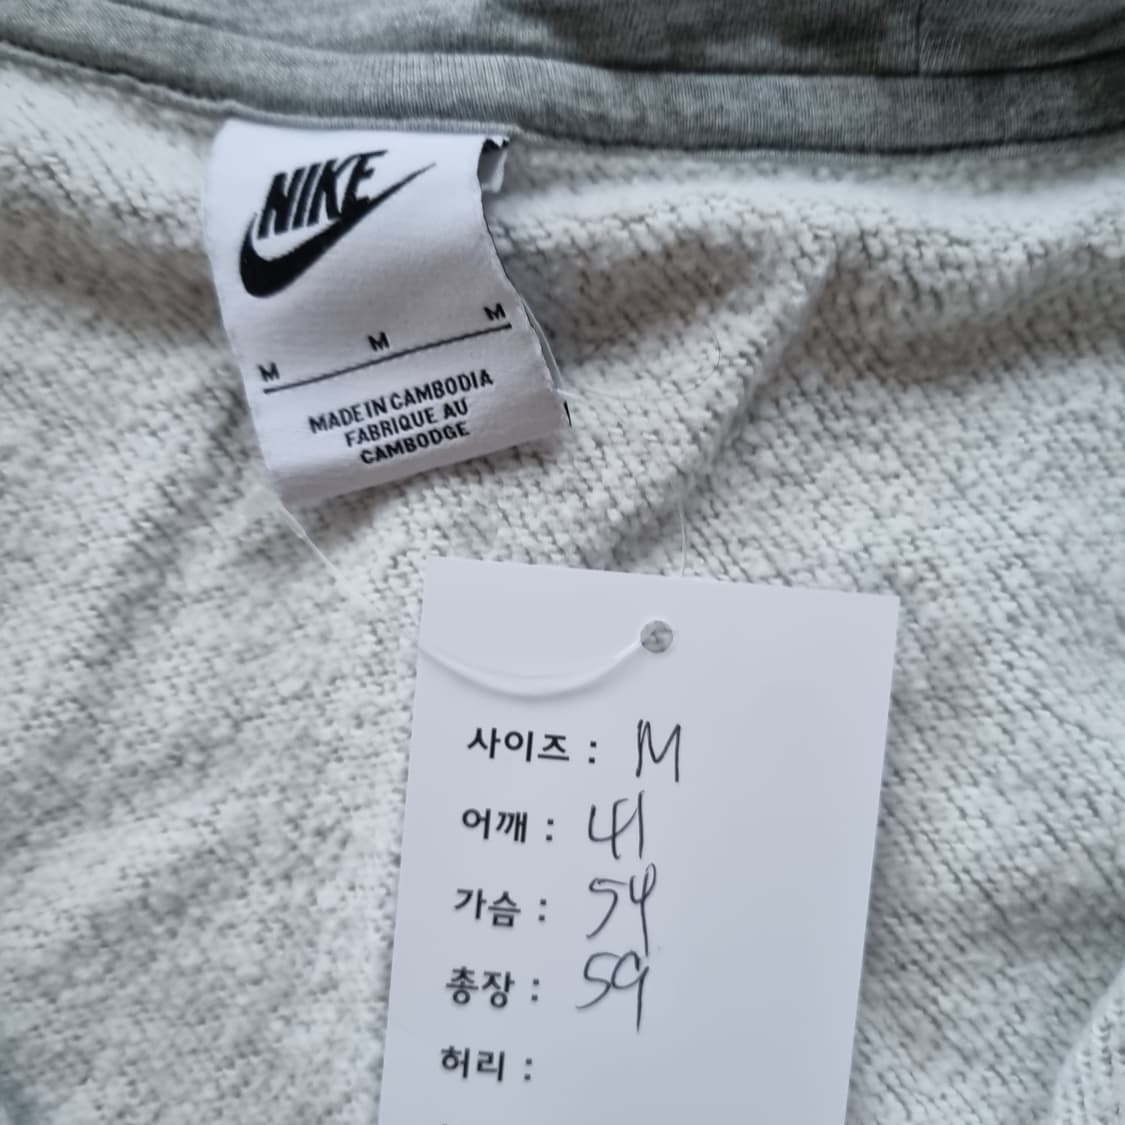 NIKE
M M M
MADE IN CAMBODIA
FABRIQUE AU
CAMBODGE
사이즈 : M
어깨 : 41
가슴 : 54
총장 : 59
허리 :